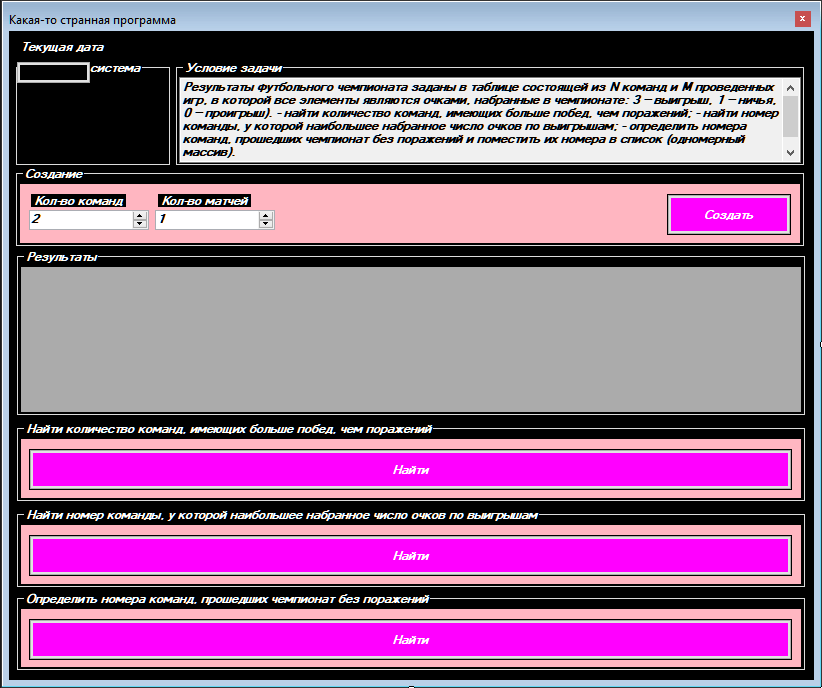 Какая-то странная программа
x
Текущая дата
система
Условие задачи
Результаты футбольного чемпионата заданы в таблице состоящей из N команд и M проведенных
игр, в которой все элементы являются очками, набранные в чемпионате: 3 – выигрыш, 1 – ничья,
0 – проигрыш). - найти количество команд, имеющих больше побед, чем поражений; - найти номер
команды, у которой наибольшее набранное число очков по выигрышам; - определить номера
команд, прошедших чемпионат без поражений и поместить их номера в список (одномерный
массив).
Создание
Кол-во команд
Кол-во матчей
2
1
Создать
Результаты
Найти количество команд, имеющих больше побед, чем поражений
Найти
Найти номер команды, у которой наибольшее набранное число очков по выигрышам
Найти
Определить номера команд, прошедших чемпионат без поражений
Найти